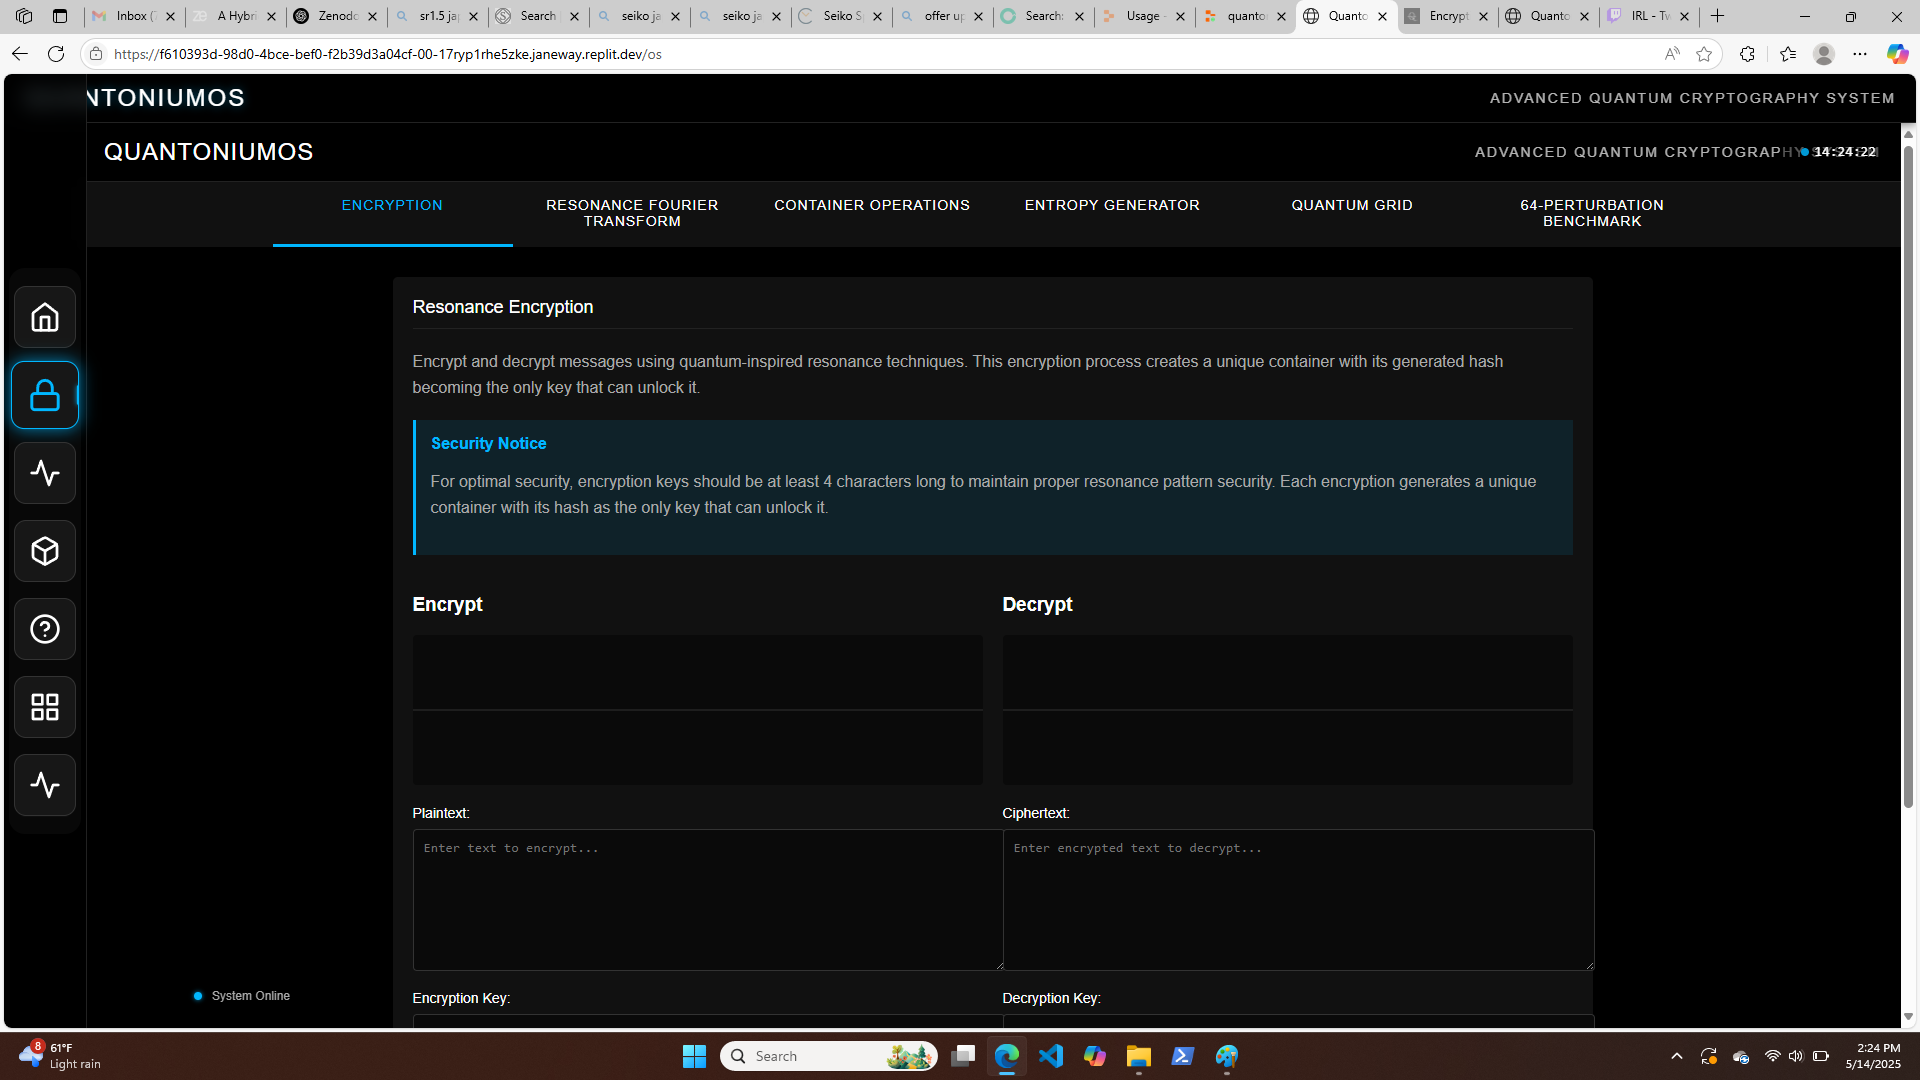 Inbox (
A Hybri
Zenodo
sr1.5 ja
Search
seiko ja
seiko ja
Seiko S
offer up
Search:
Usage -
quanto
Quanto
Encrypt
Quanto
IRL - Tw
https://f610393d-98d0-4bce-bef0-f2b39d3a04cf-00-17ryp1rhe5zke.janeway.replit.dev/os
NTONIUMOS
ADVANCED QUANTUM CRYPTOGRAPHY SYSTEM
QUANTONIUMOS
ADVANCED QUANTUM CRYPTOGRAPHY
14:24:22
ENCRYPTION
RESONANCE FOURIER
TRANSFORM
CONTAINER OPERATIONS
ENTROPY GENERATOR
QUANTUM GRID
64-PERTURBATION
BENCHMARK
Resonance Encryption
Encrypt and decrypt messages using quantum-inspired resonance techniques. This encryption process creates a unique container with its generated hash
becoming the only key that can unlock it.
Security Notice
For optimal security, encryption keys should be at least 4 characters long to maintain proper resonance pattern security. Each encryption generates a unique
container with its hash as the only key that can unlock it.
Encrypt
Decrypt
Plaintext:
Ciphertext:
Enter text to encrypt...
Enter encrypted text to decrypt...
Encryption Key:
Decryption Key:
System Online
8
61°F
Light rain
Search
2:24 PM
5/14/2025